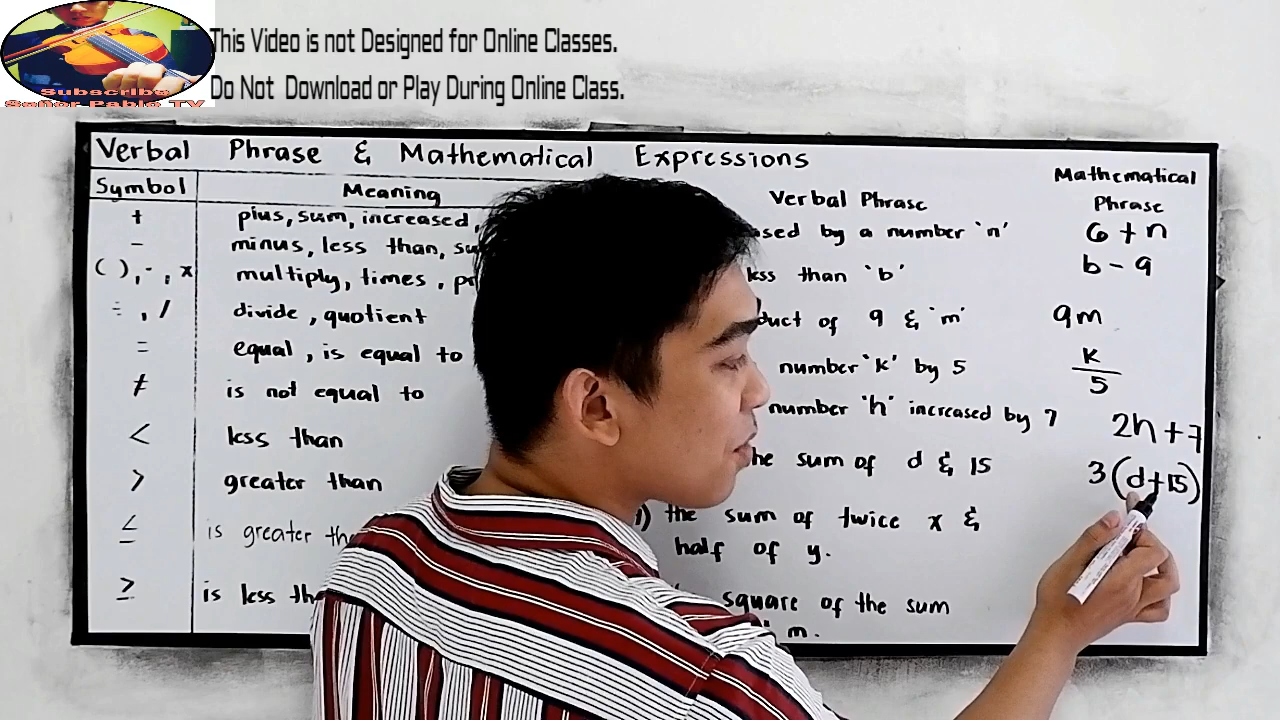 This Video is not Designed for Online Classes.
Do Not Download or Play During Online Class.
Subscribe
Señor Pablo TV
Verbal Phrase & Mathematical Expressions
Symbol
Meaning
+ plus, sum, increased,
- minus, less than,
( ), ·, x multiply, times,
÷, / divide, quotient
= equal, is equal to
≠ is not equal to
< less than
> greater than
≤ is greater
≥ is less
Verbal Phrase
Mathematical
Phrase
by a number 'n' 6 + n
less than 'b' b - 9
of 9 & 'm' 9m
number 'k' by 5 k/5
number 'h' increased by 7 2h + 7
the sum of d & 15 3(d+15)
the sum of twice x &
half of y.
square of the sum
m.